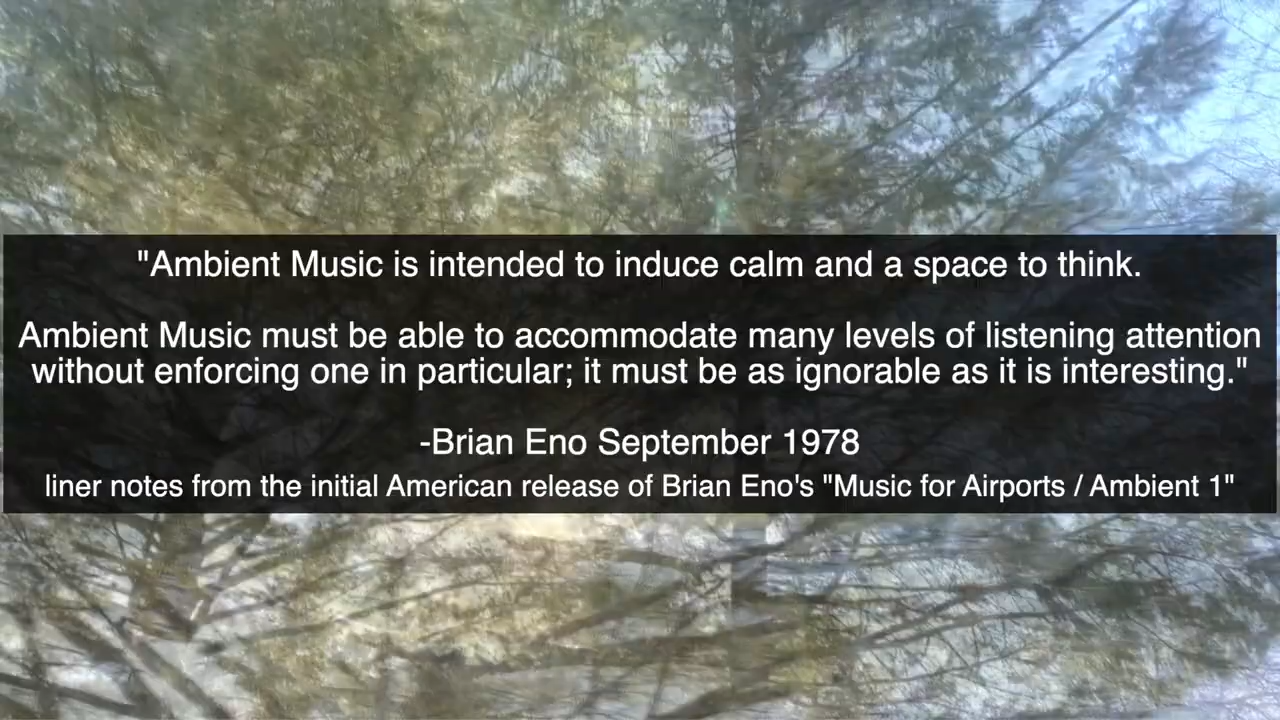 "Ambient Music is intended to induce calm and a space to think.
Ambient Music must be able to accommodate many levels of listening attention
without enforcing one in particular; it must be as ignorable as it is interesting."
-Brian Eno September 1978
liner notes from the initial American release of Brian Eno's "Music for Airports / Ambient 1"